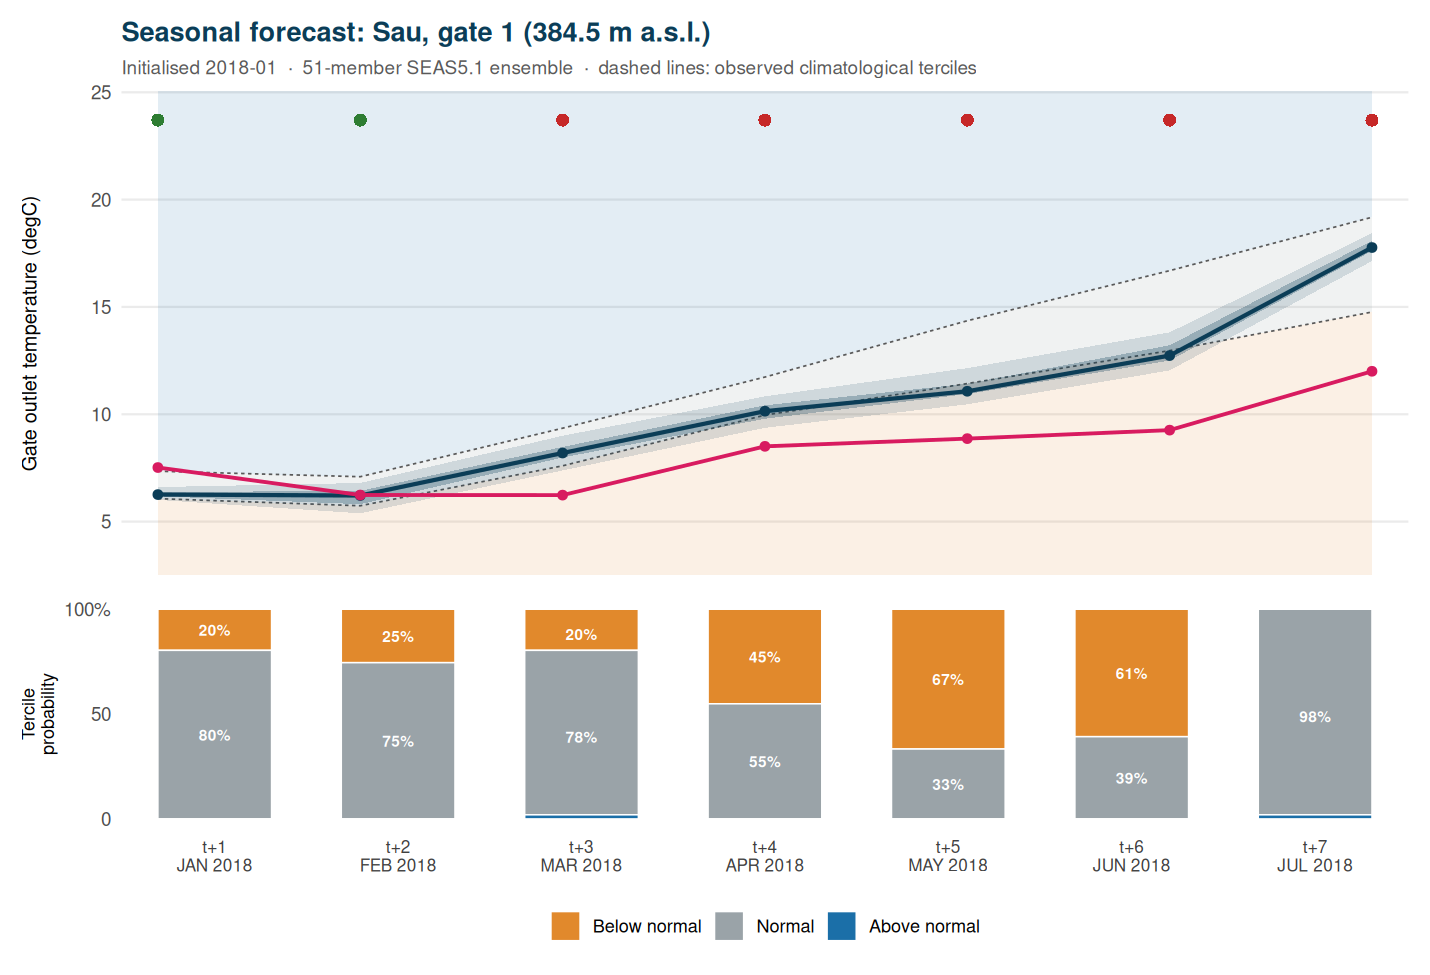 Seasonal forecast: Sau, gate 1 (384.5 m a.s.l.)
Initialised 2018-01 · 51-member SEAS5.1 ensemble · dashed lines: observed climatological terciles
Gate outlet temperature (degC)
25
20
15
10
5
Tercile
probability
100%
50
0
20%
25%
20%
45%
67%
61%
80%
75%
78%
55%
33%
39%
98%
t+1
JAN 2018
t+2
FEB 2018
t+3
MAR 2018
t+4
APR 2018
t+5
MAY 2018
t+6
JUN 2018
t+7
JUL 2018
Below normal
Normal
Above normal